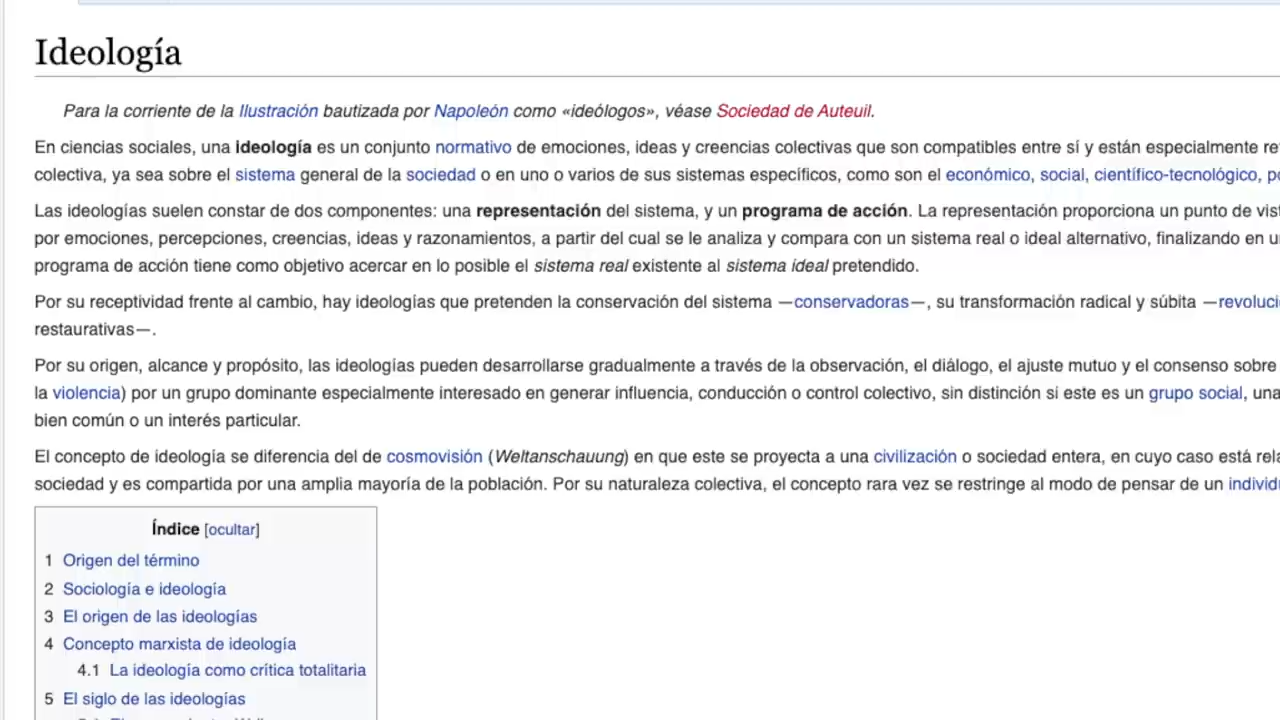 Ideología
Para la corriente de la Ilustración bautizada por Napoleón como «ideólogos», véase Sociedad de Auteuil.
En ciencias sociales, una ideología es un conjunto normativo de emociones, ideas y creencias colectivas que son compatibles entre sí y están especialmente
colectiva, ya sea sobre el sistema general de la sociedad o en uno o varios de sus sistemas específicos, como son el económico, social, científico-tecnológico,
Las ideologías suelen constar de dos componentes: una representación del sistema, y un programa de acción. La representación proporciona un punto de
por emociones, percepciones, creencias, ideas y razonamientos, a partir del cual se le analiza y compara con un sistema real o ideal alternativo, finalizando en
programa de acción tiene como objetivo acercar en lo posible el sistema real existente al sistema ideal pretendido.
Por su receptividad frente al cambio, hay ideologías que pretenden la conservación del sistema —conservadoras—, su transformación radical y súbita
restaurativas—.
Por su origen, alcance y propósito, las ideologías pueden desarrollarse gradualmente a través de la observación, el diálogo, el ajuste mutuo y el consenso sobre
la violencia) por un grupo dominante especialmente interesado en generar influencia, conducción o control colectivo, sin distinción si este es un grupo social, una
bien común o un interés particular.
El concepto de ideología se diferencia del de cosmovisión (Weltanschauung) en que este se proyecta a una civilización o sociedad entera, en cuyo caso está
sociedad y es compartida por una amplia mayoría de la población. Por su naturaleza colectiva, el concepto rara vez se restringe al modo de pensar de un
Índice [ocultar]
1 Origen del término
2 Sociología e ideología
3 El origen de las ideologías
4 Concepto marxista de ideología
4.1 La ideología como crítica totalitaria
5 El siglo de las ideologías